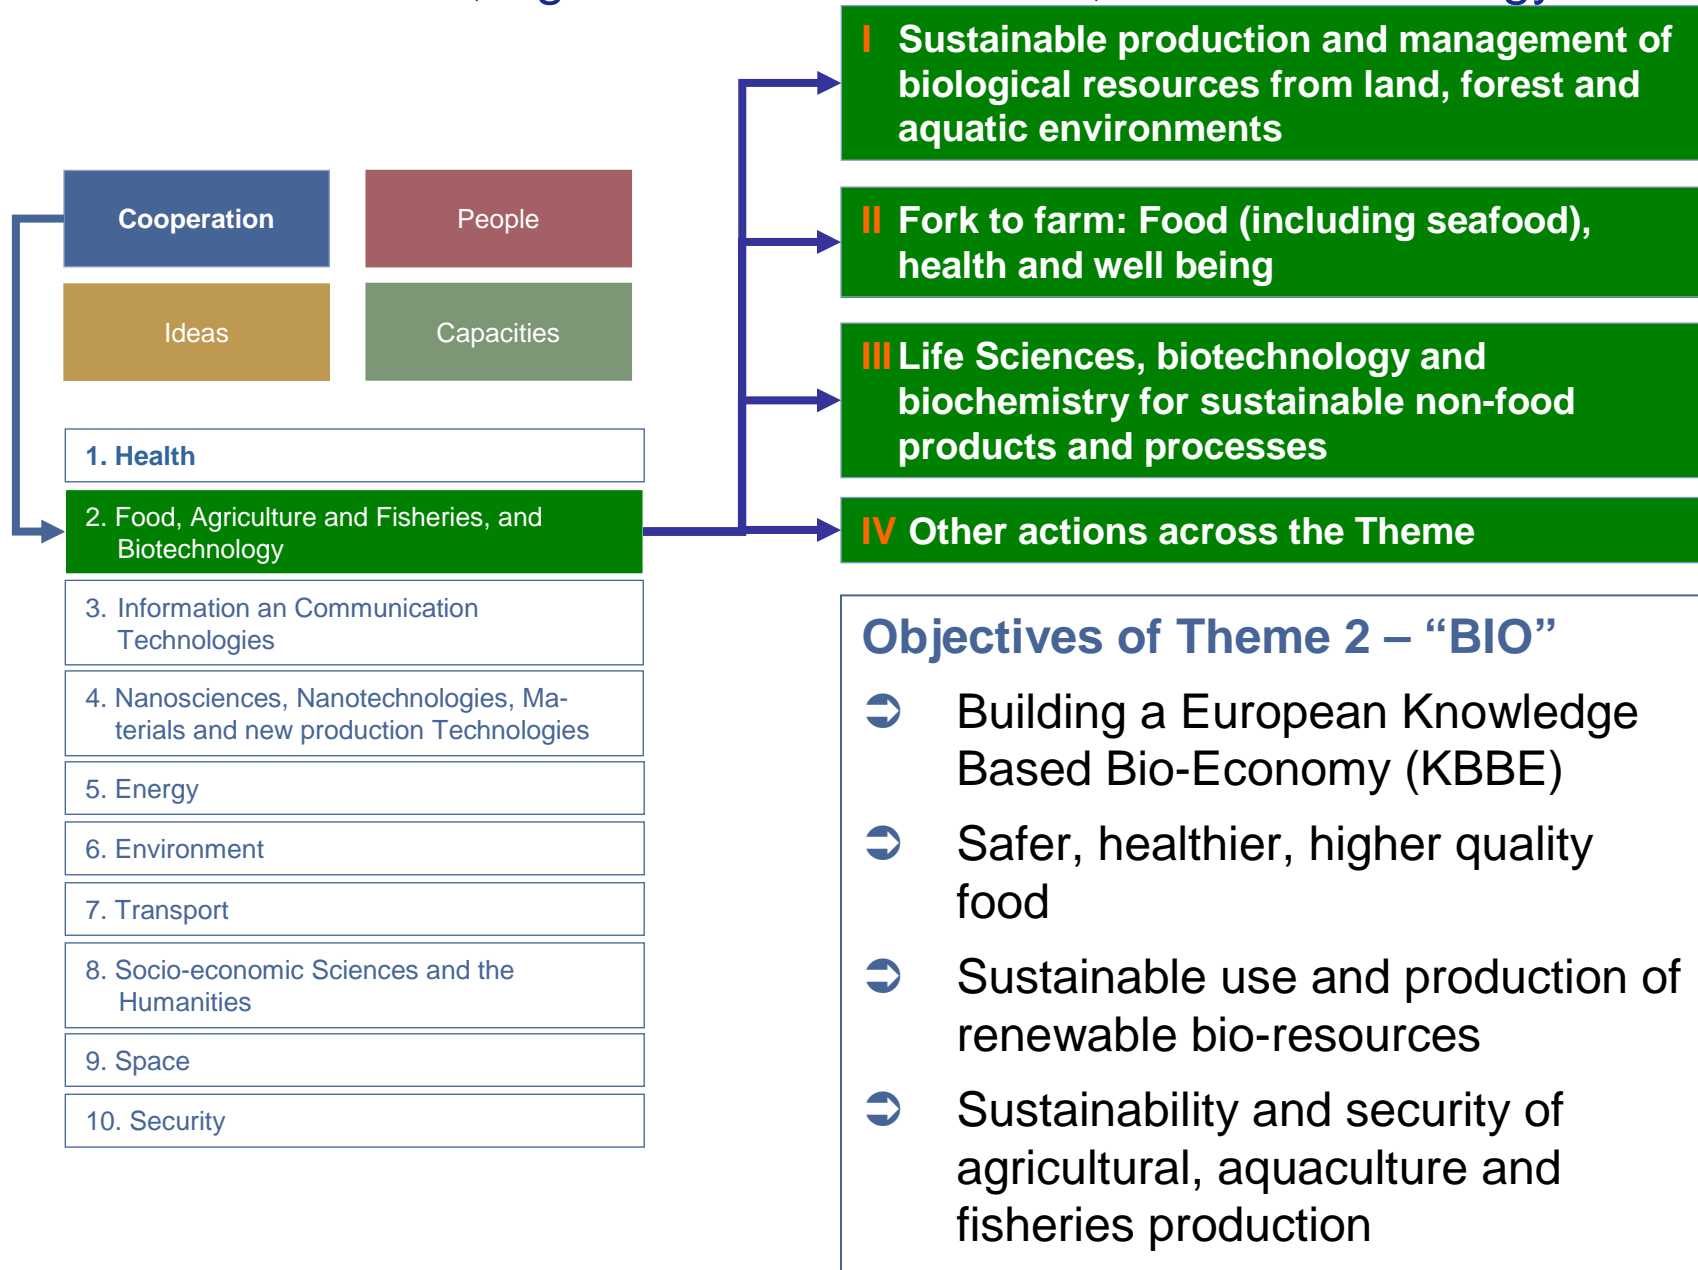 Cooperation
People
Ideas
Capacities
1. Health
2. Food, Agriculture and Fisheries, and
Biotechnology
3. Information an Communication
Technologies
4. Nanosciences, Nanotechnologies, Ma-
terials and new production Technologies
5. Energy
6. Environment
7. Transport
8. Socio-economic Sciences and the
Humanities
9. Space
10. Security
I Sustainable production and management of
biological resources from land, forest and
aquatic environments
II Fork to farm: Food (including seafood),
health and well being
III Life Sciences, biotechnology and
biochemistry for sustainable non-food
products and processes
IV Other actions across the Theme
Objectives of Theme 2 – “BIO”
➲ Building a European Knowledge
Based Bio-Economy (KBBE)
➲ Safer, healthier, higher quality
food
➲ Sustainable use and production of
renewable bio-resources
➲ Sustainability and security of
agricultural, aquaculture and
fisheries production